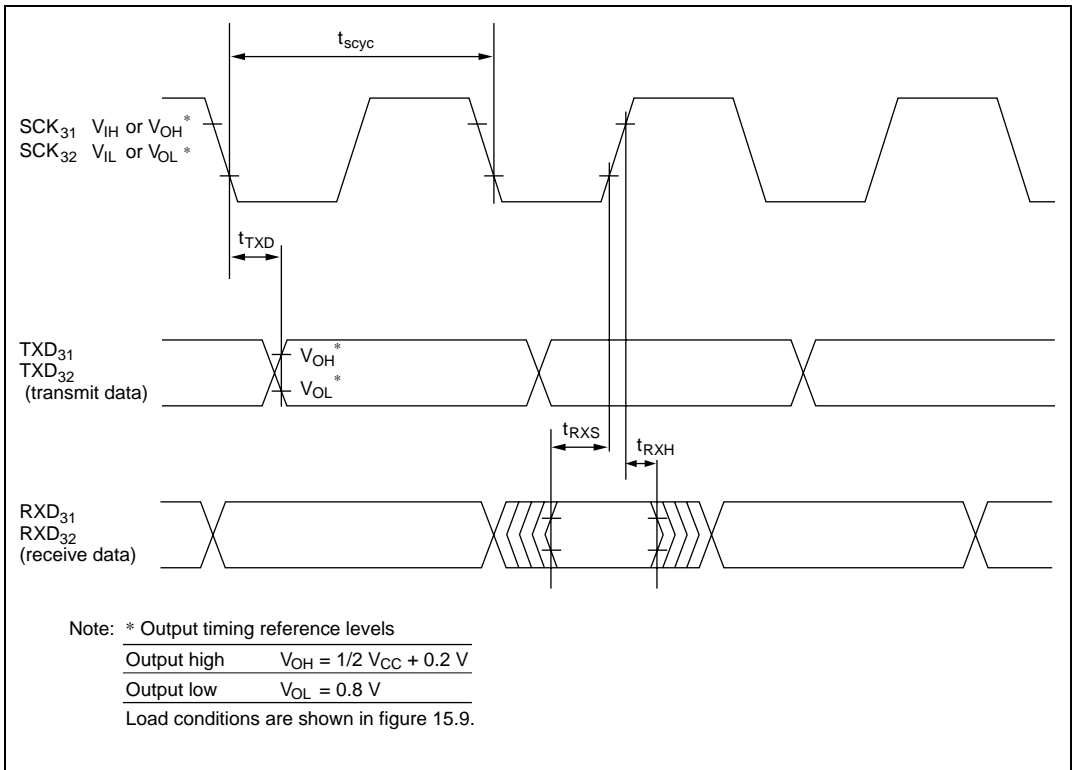 tscyc
SCK31 VIH or VOH*
SCK32 VIL or VOL*
tTXD
TXD31
TXD32
(transmit data)
VOH*
VOL*
tRXS
tRXH
RXD31
RXD32
(receive data)
Note: * Output timing reference levels
Output high VOH = 1/2 VCC + 0.2 V
Output low VOL = 0.8 V
Load conditions are shown in figure 15.9.